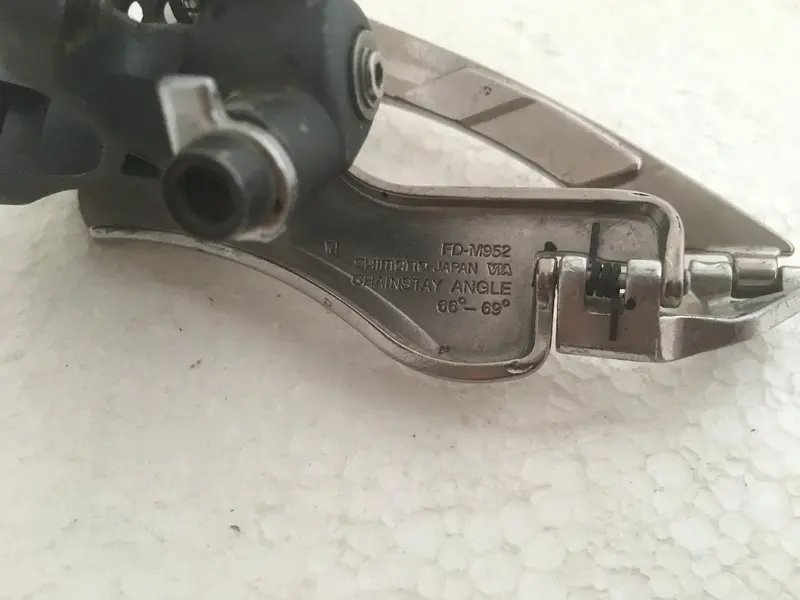 FD-M952
SHIMANO JAPAN VIA
CHAINSTAY ANGLE
66°-69°